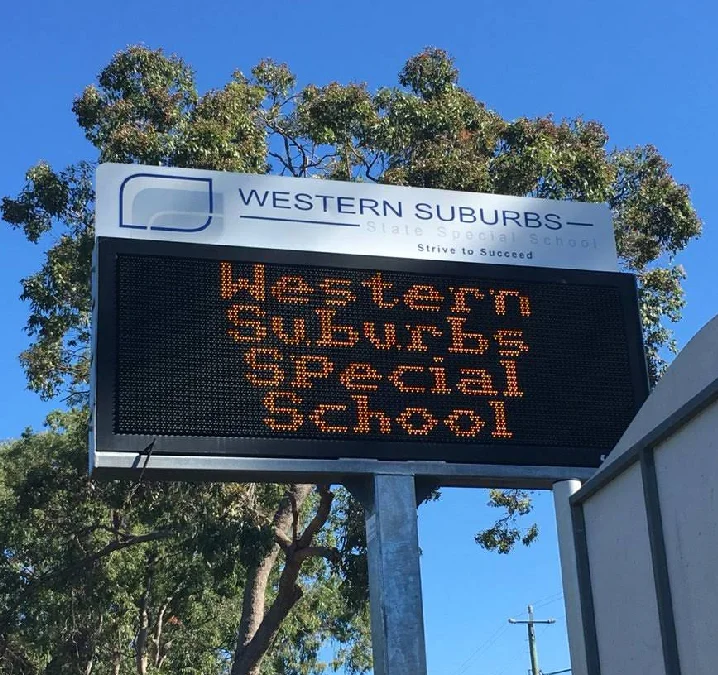 WESTERN SUBURBS
State Special School
Strive to Succeed
Western
Suburbs
SPecial
School